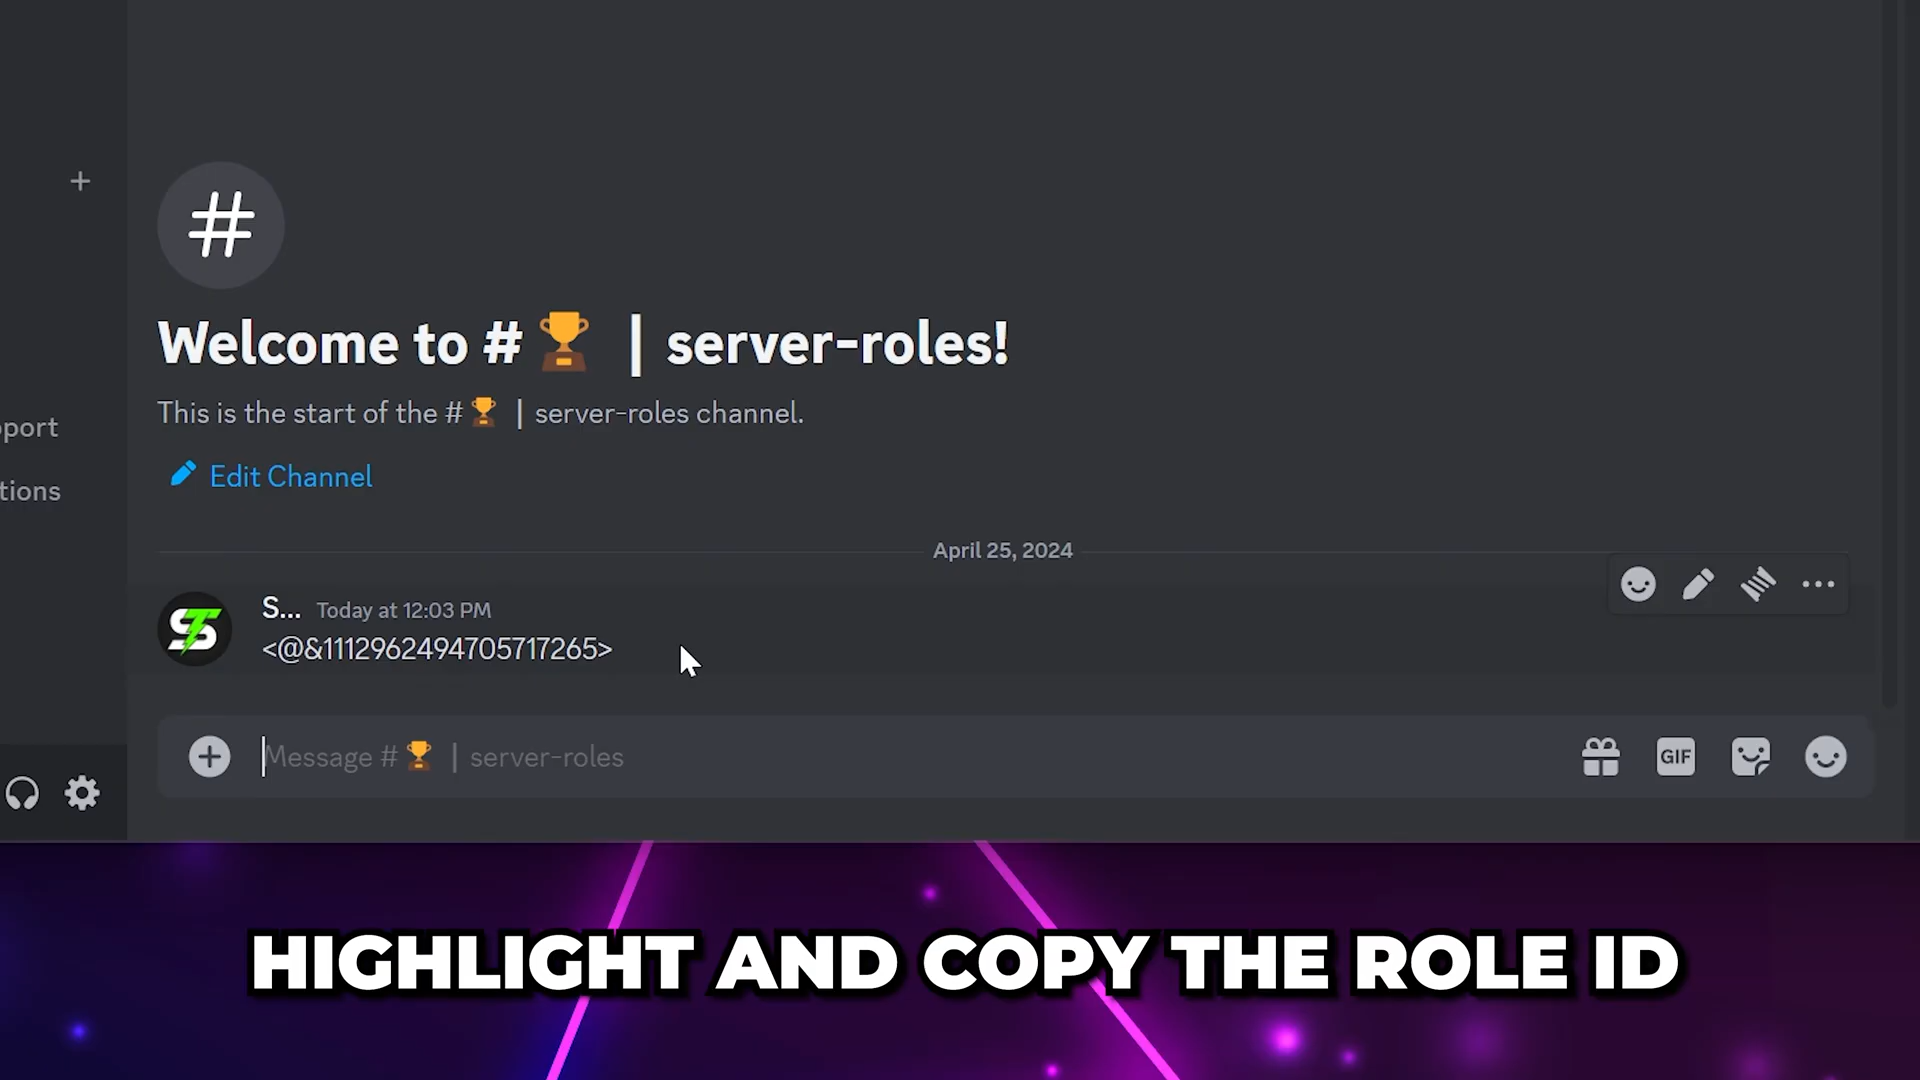 Welcome to #🏆 | server-roles!
This is the start of the #🏆 | server-roles channel.
pport
Edit Channel
tions
April 25, 2024
S... Today at 12:03 PM
<@&1112962494705717265>
Message #🏆 | server-roles
GIF
HIGHLIGHT AND COPY THE ROLE ID